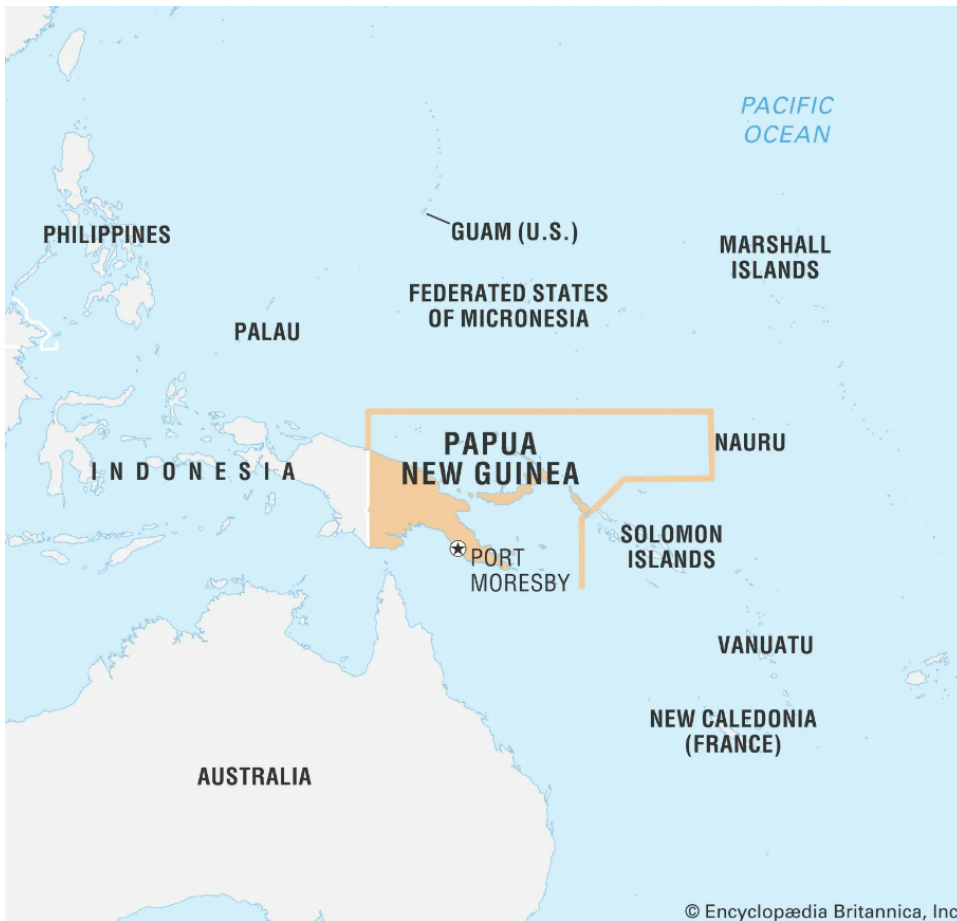 PACIFIC
OCEAN
PHILIPPINES
GUAM (U.S.)
MARSHALL
ISLANDS
FEDERATED STATES
OF MICRONESIA
PALAU
PAPUA
NEW GUINEA
NAURU
INDONESIA
SOLOMON
ISLANDS
PORT
MORESBY
VANUATU
NEW CALEDONIA
(FRANCE)
AUSTRALIA
© Encyclopædia Britannica, Inc